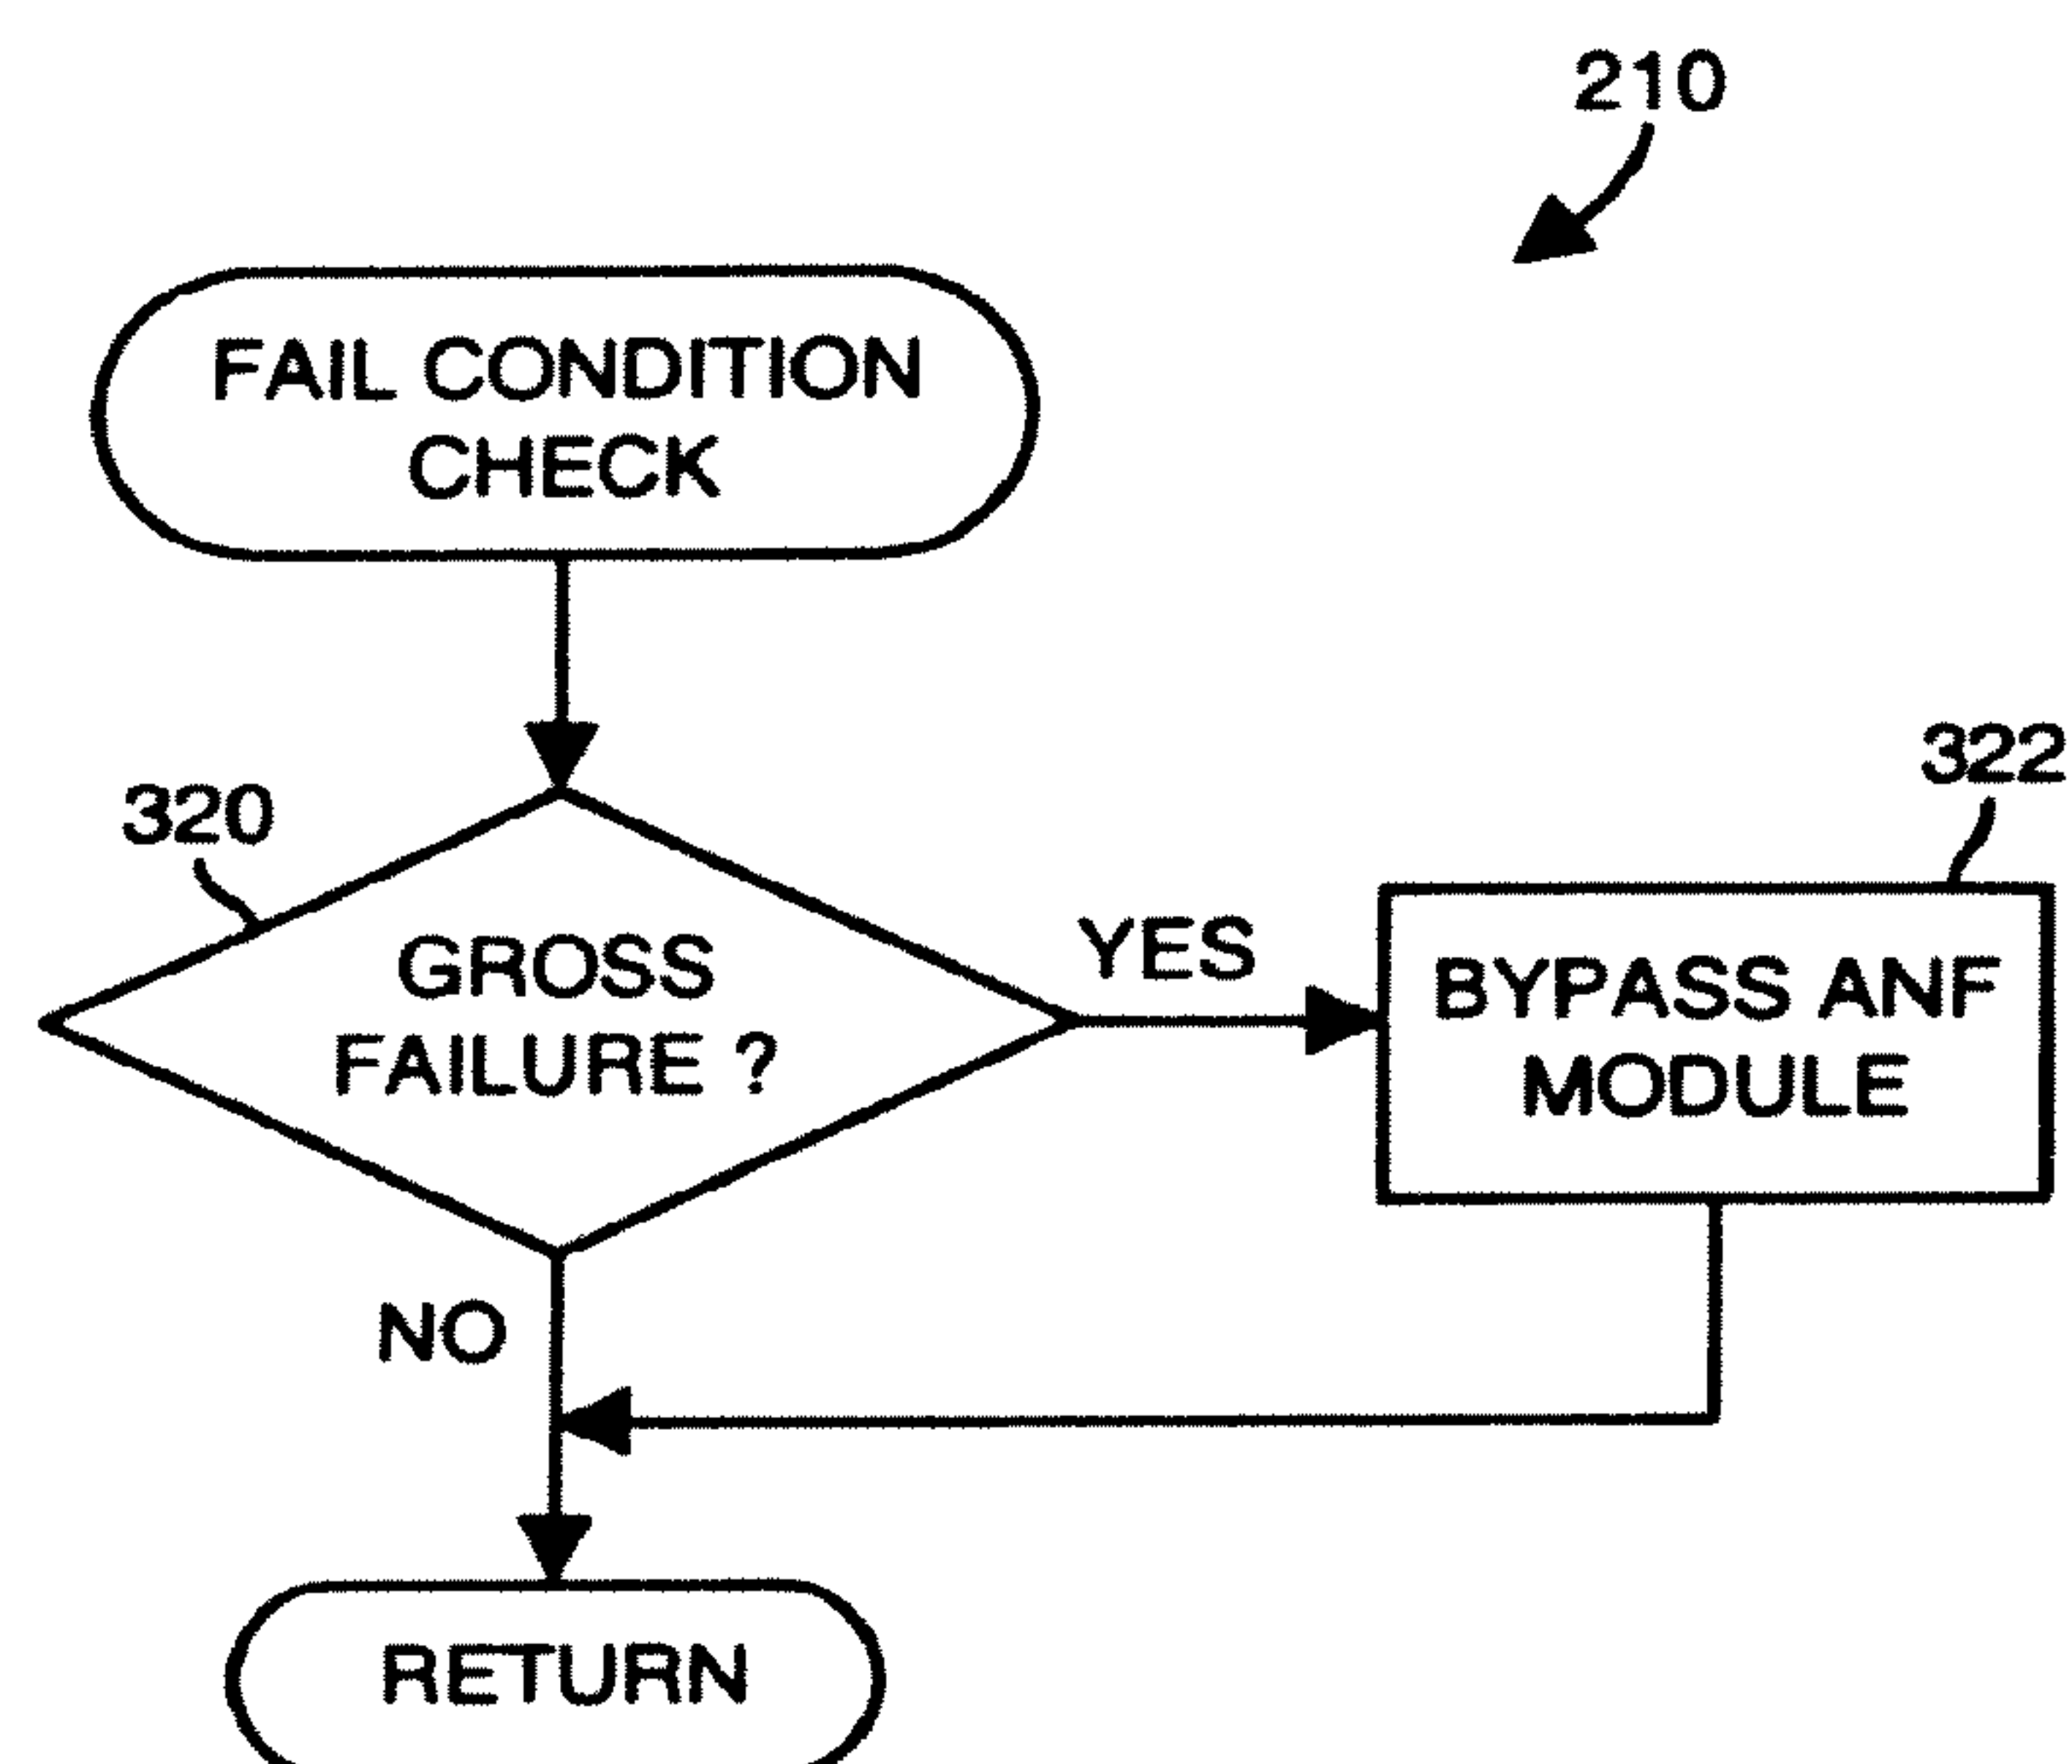 210
FAIL CONDITION
CHECK
320
322
GROSS
FAILURE ?
YES
BYPASS ANF
MODULE
NO
RETURN